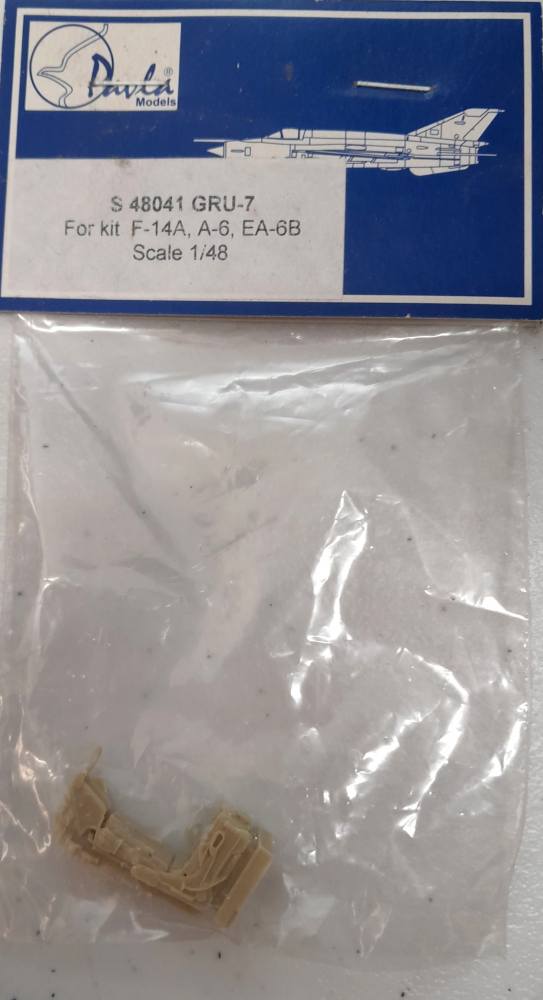 Pavla®
Models
S 48041 GRU-7
For kit F-14A, A-6, EA-6B
Scale 1/48